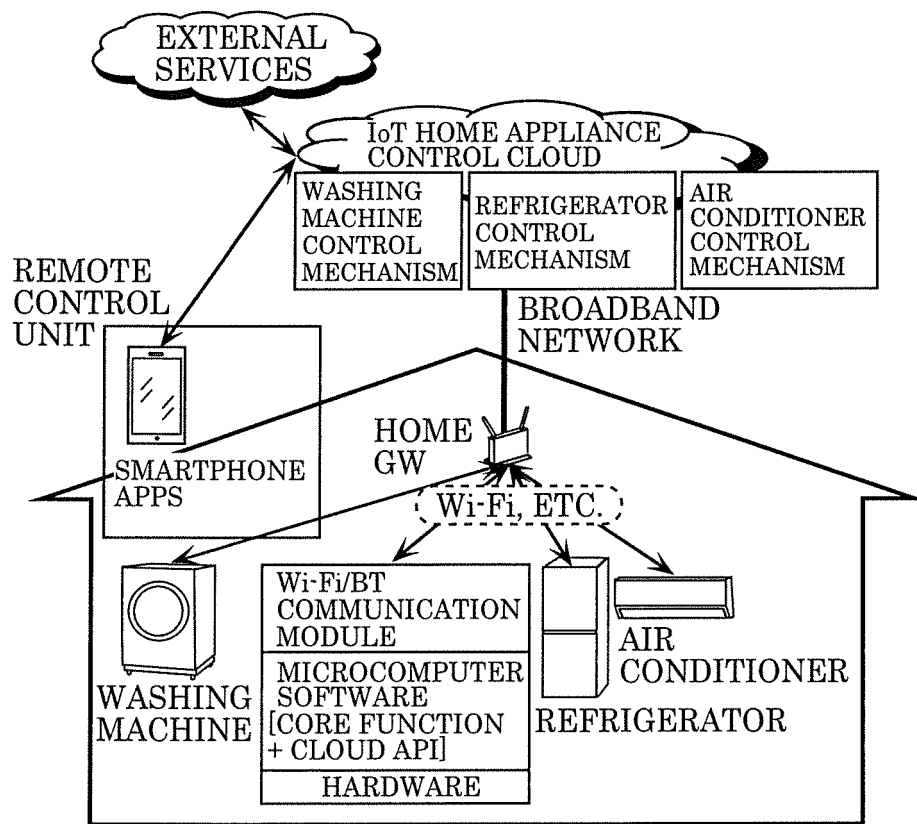 EXTERNAL
SERVICES
IoT HOME APPLIANCE
CONTROL CLOUD
WASHING
MACHINE
CONTROL
MECHANISM
REFRIGERATOR
CONTROL
MECHANISM
AIR
CONDITIONER
CONTROL
MECHANISM
REMOTE
CONTROL
UNIT
BROADBAND
NETWORK
SMARTPHONE
APPS
HOME
GW
Wi-Fi, ETC.
WASHING
MACHINE
Wi-Fi/BT
COMMUNICATION
MODULE
MICROCOMPUTER
SOFTWARE
[CORE FUNCTION
+ CLOUD API]
HARDWARE
AIR
CONDITIONER
REFRIGERATOR